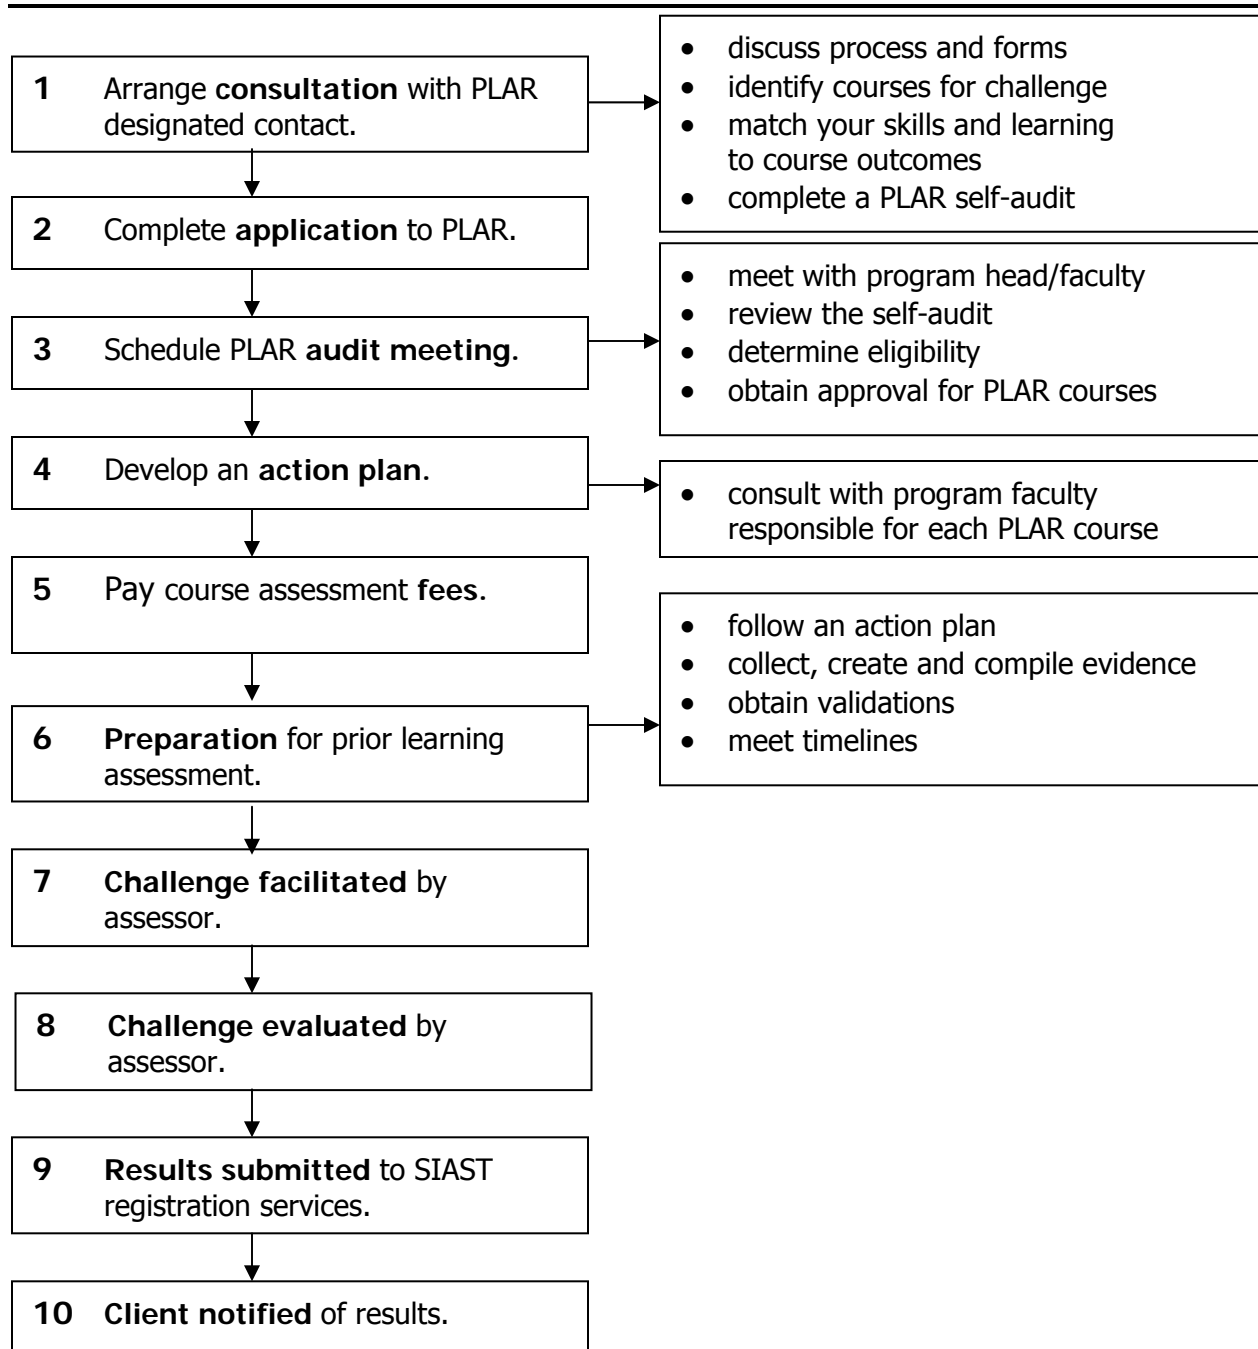 1 Arrange consultation with PLAR
designated contact.
• discuss process and forms
• identify courses for challenge
• match your skills and learning
to course outcomes
• complete a PLAR self-audit
2 Complete application to PLAR.
3 Schedule PLAR audit meeting.
• meet with program head/faculty
• review the self-audit
• determine eligibility
• obtain approval for PLAR courses
4 Develop an action plan.
• consult with program faculty
responsible for each PLAR course
5 Pay course assessment fees.
6 Preparation for prior learning
assessment.
• follow an action plan
• collect, create and compile evidence
• obtain validations
• meet timelines
7 Challenge facilitated by
assessor.
8 Challenge evaluated by
assessor.
9 Results submitted to SIAST
registration services.
10 Client notified of results.